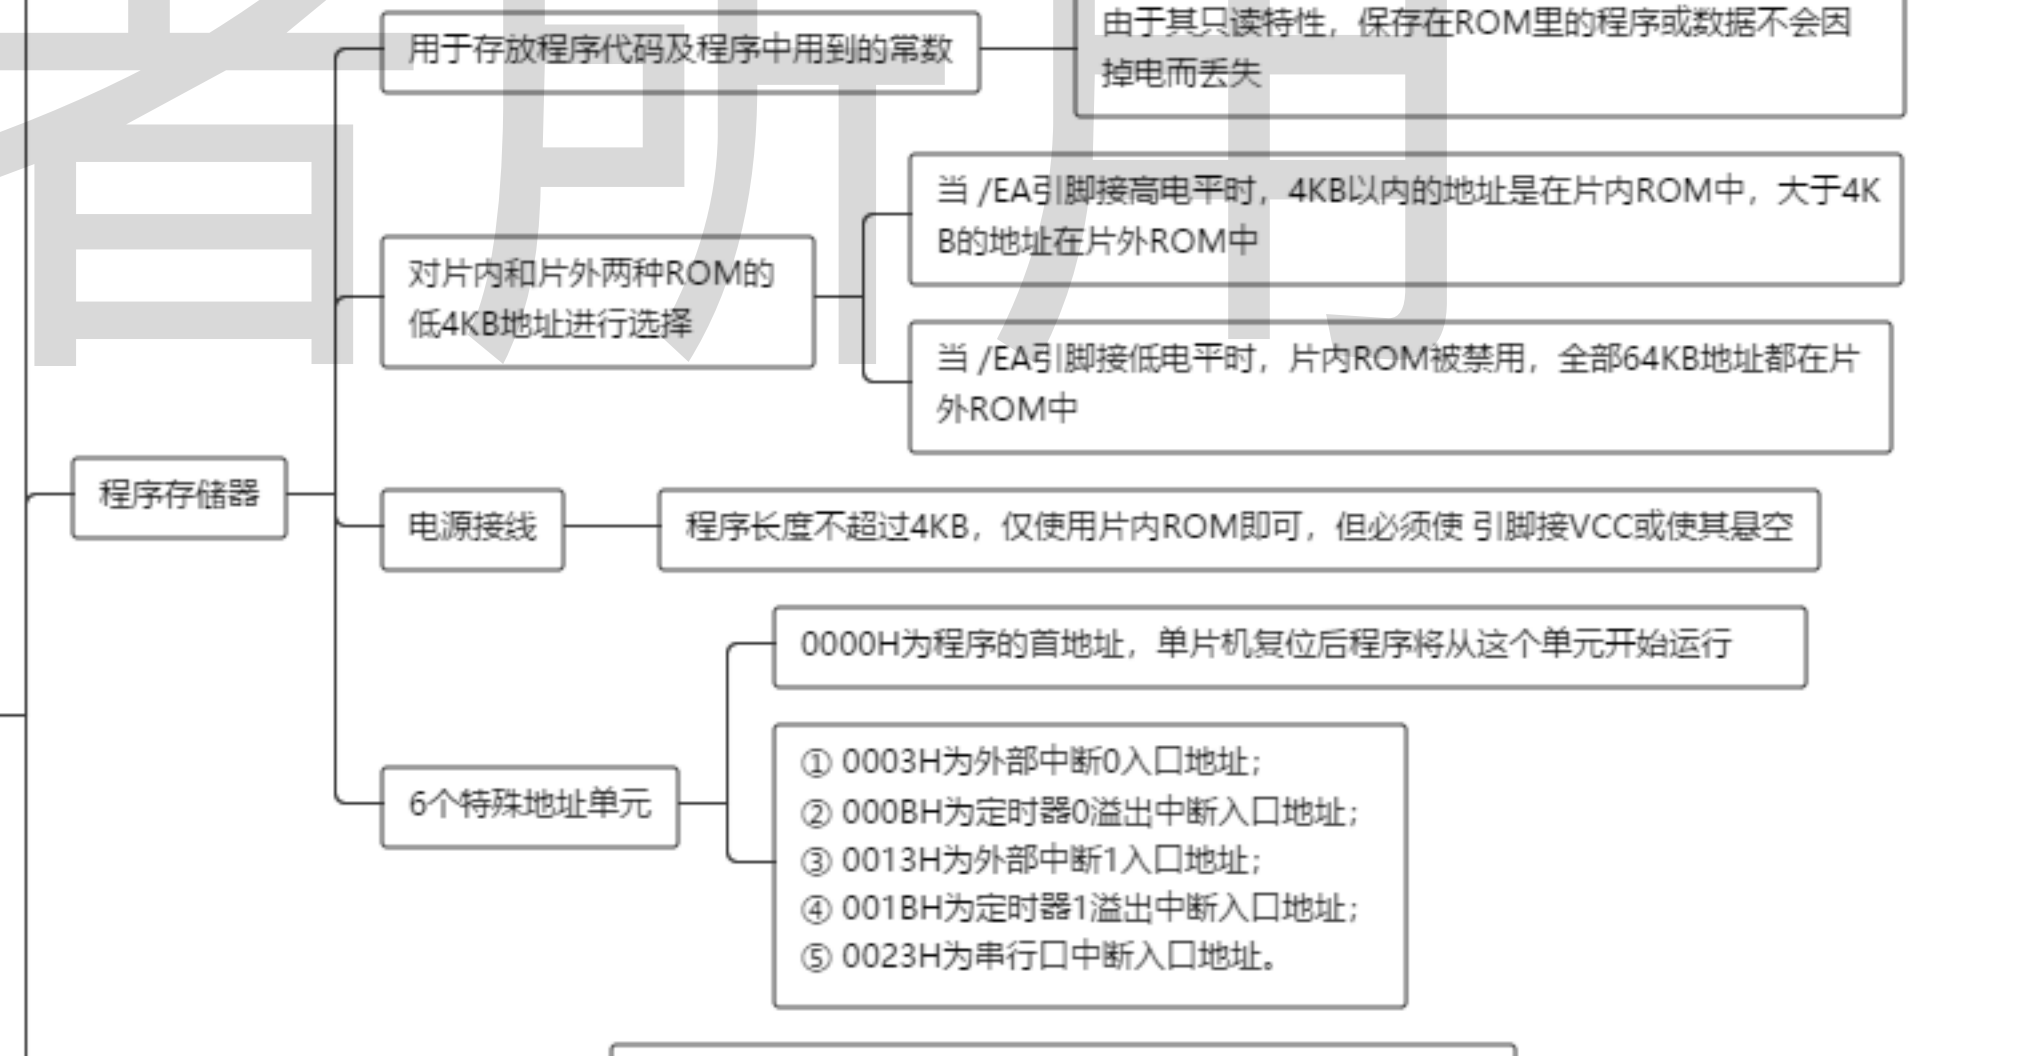 用于存放程序代码及程序中用到的常数
由于其只读特性，保存在ROM里的程序或数据不会因
掉电而丢失
当 /EA引脚接高电平时，4KB以内的地址是在片内ROM中，大于4K
B的地址在片外ROM中
对片内和片外两种ROM的
低4KB地址进行选择
当 /EA引脚接低电平时，片内ROM被禁用，全部64KB地址都在片
外ROM中
程序存储器
电源接线
程序长度不超过4KB，仅使用片内ROM即可，但必须使 引脚接VCC或使其悬空
0000H为程序的首地址，单片机复位后程序将从这个单元开始运行
6个特殊地址单元
① 0003H为外部中断0入口地址；
② 000BH为定时器0溢出中断入口地址；
③ 0013H为外部中断1入口地址；
④ 001BH为定时器1溢出中断入口地址；
⑤ 0023H为串行口中断入口地址。
所用